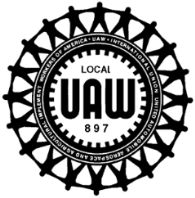 INTERNATIONAL UNION UNITED AUTOMOBILE AEROSPACE AND AGRICULTURAL IMPLEMENT WORKERS OF AMERICA • UAW •
LOCAL
UAW
897